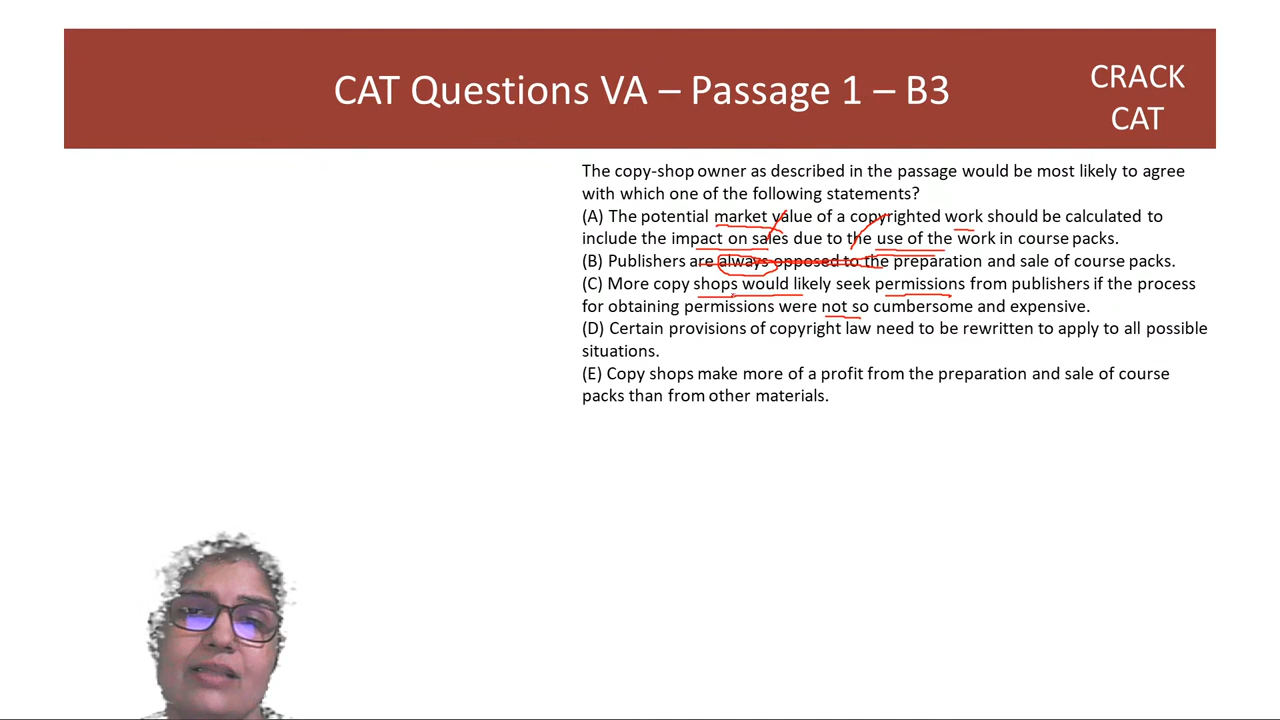 CAT Questions VA – Passage 1 – B3
CRACK
CAT
The copy-shop owner as described in the passage would be most likely to agree
with which one of the following statements?
(A) The potential market value of a copyrighted work should be calculated to
include the impact on sales due to the use of the work in course packs.
(B) Publishers are always opposed to the preparation and sale of course packs.
(C) More copy shops would likely seek permissions from publishers if the process
for obtaining permissions were not so cumbersome and expensive.
(D) Certain provisions of copyright law need to be rewritten to apply to all possible
situations.
(E) Copy shops make more of a profit from the preparation and sale of course
packs than from other materials.